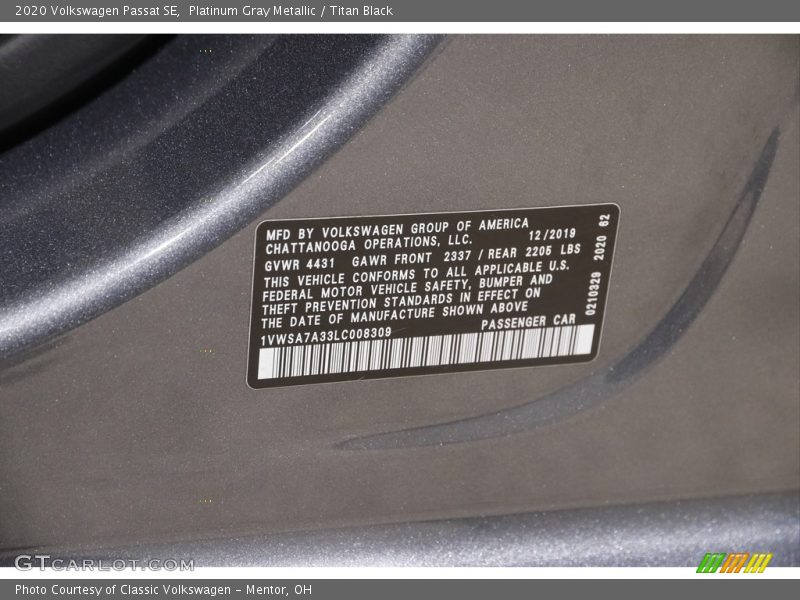 2020 Volkswagen Passat SE, Platinum Gray Metallic / Titan Black
MFD BY VOLKSWAGEN GROUP OF AMERICA
CHATTANOOGA OPERATIONS, LLC. 12/2019
GVWR 4431 GAWR FRONT 2337 / REAR 2205 LBS
THIS VEHICLE CONFORMS TO ALL APPLICABLE U.S.
FEDERAL MOTOR VEHICLE SAFETY, BUMPER AND
THEFT PREVENTION STANDARDS IN EFFECT ON
THE DATE OF MANUFACTURE SHOWN ABOVE
1VWSA7A33LC008309 PASSENGER CAR
0210329 2020 62
GTCARLOT.COM
Photo Courtesy of Classic Volkswagen - Mentor, OH